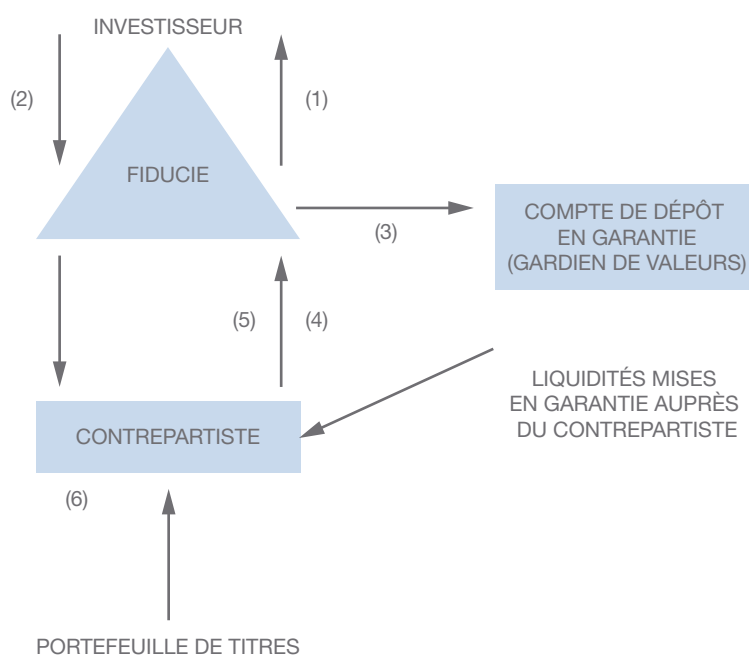 INVESTISSEUR
(2)
(1)
FIDUCIE
(3)
COMPTE DE DÉPÔT
EN GARANTIE
(GARDIEN DE VALEURS)
(5)
(4)
LIQUIDITÉS MISES
EN GARANTIE AUPRÈS
DU CONTREPARTISTE
CONTREPARTISTE
(6)
PORTEFEUILLE DE TITRES